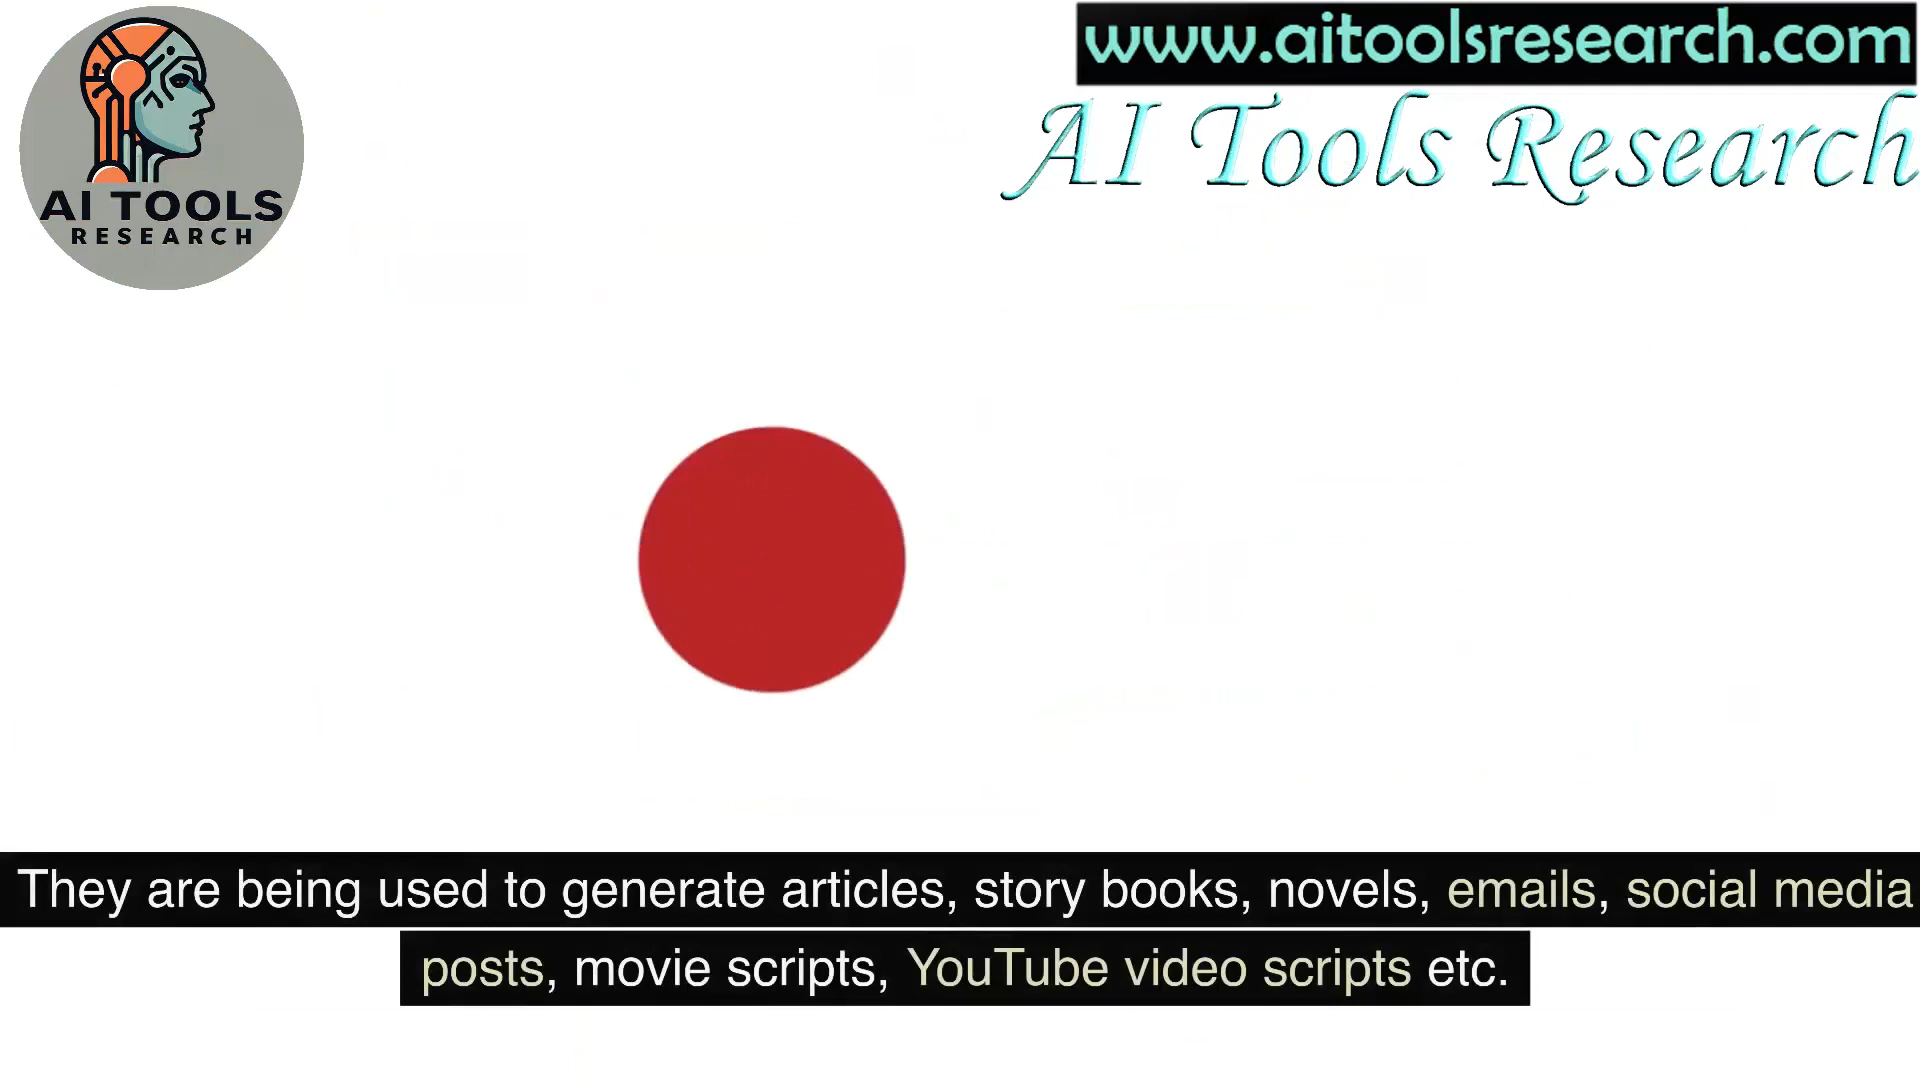 AI TOOLS
RESEARCH
www.aitoolsresearch.com
AI Tools Research
They are being used to generate articles, story books, novels, emails, social media
posts, movie scripts, YouTube video scripts etc.